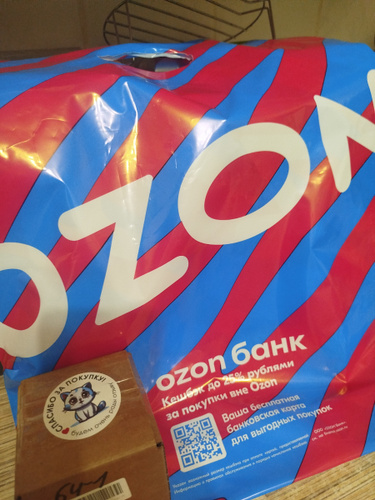 OZON
ozon банк
Кешбэк до 25% рублями
за покупки вне Ozon
Ваша бесплатная
банковская карта
для выгодных покупок
СПАСИБО ЗА ПОКУПКУ!